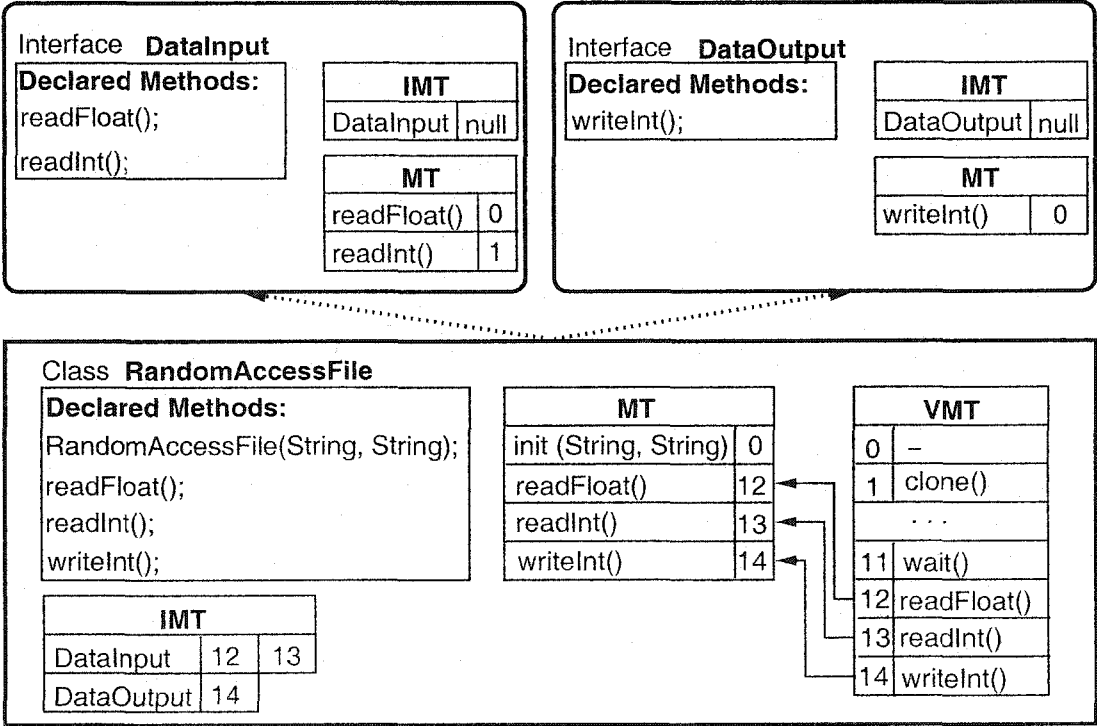 Interface DataInput
Declared Methods:
readFloat();
readInt();
IMT
DataInput null
MT
readFloat() 0
readInt() 1
Interface DataOutput
Declared Methods:
writeInt();
IMT
DataOutput null
MT
writeInt() 0
Class RandomAccessFile
Declared Methods:
RandomAccessFile(String, String);
readFloat();
readInt();
writeInt();
IMT
DataInput 12 13
DataOutput 14
MT
init (String, String) 0
readFloat() 12
readInt() 13
writeInt() 14
VMT
0 –
1 clone()
. . .
11 wait()
12 readFloat()
13 readInt()
14 writeInt()